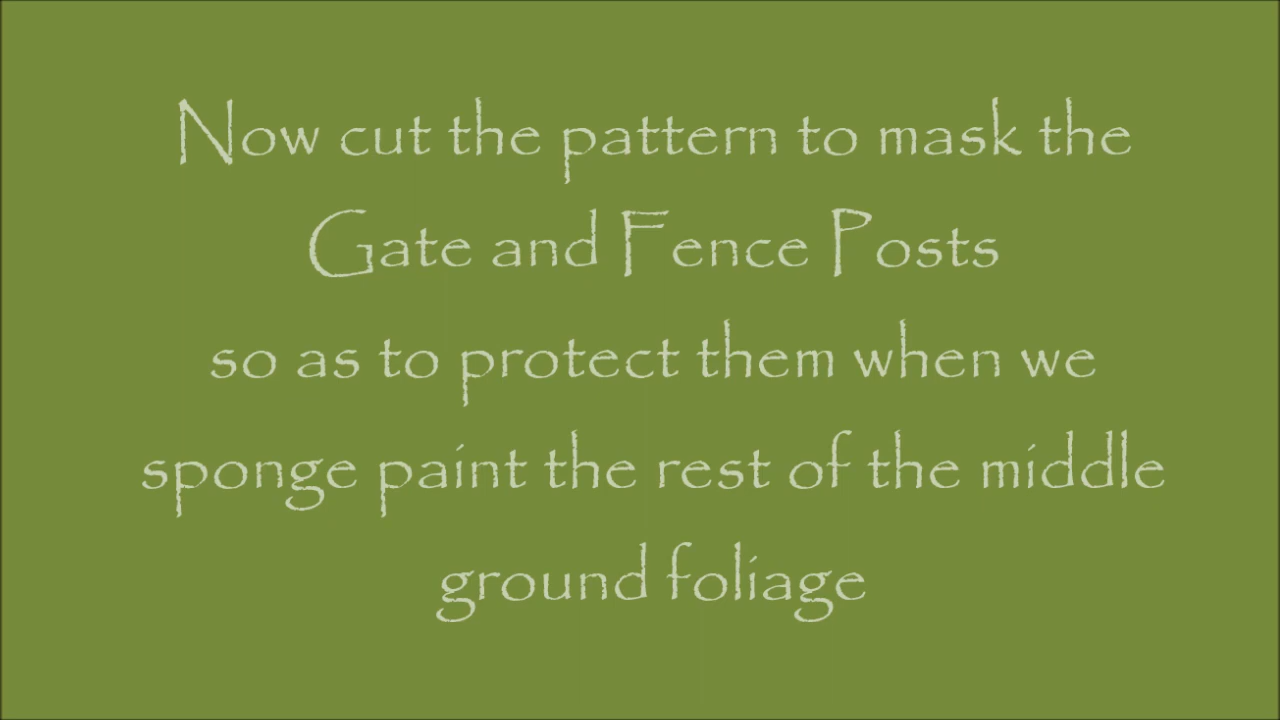 Now cut the pattern to mask the
Gate and Fence Posts
so as to protect them when we
sponge paint the rest of the middle
ground foliage